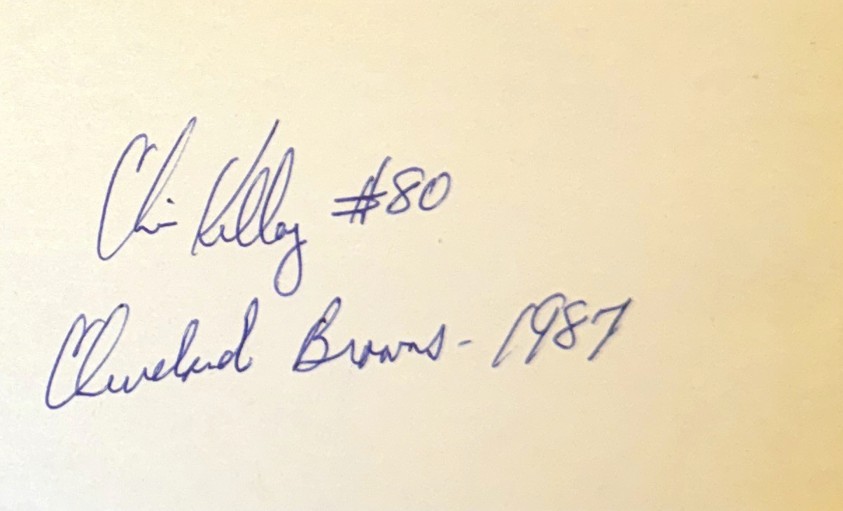 Chris Kelley #80
Cleveland Browns - 1987